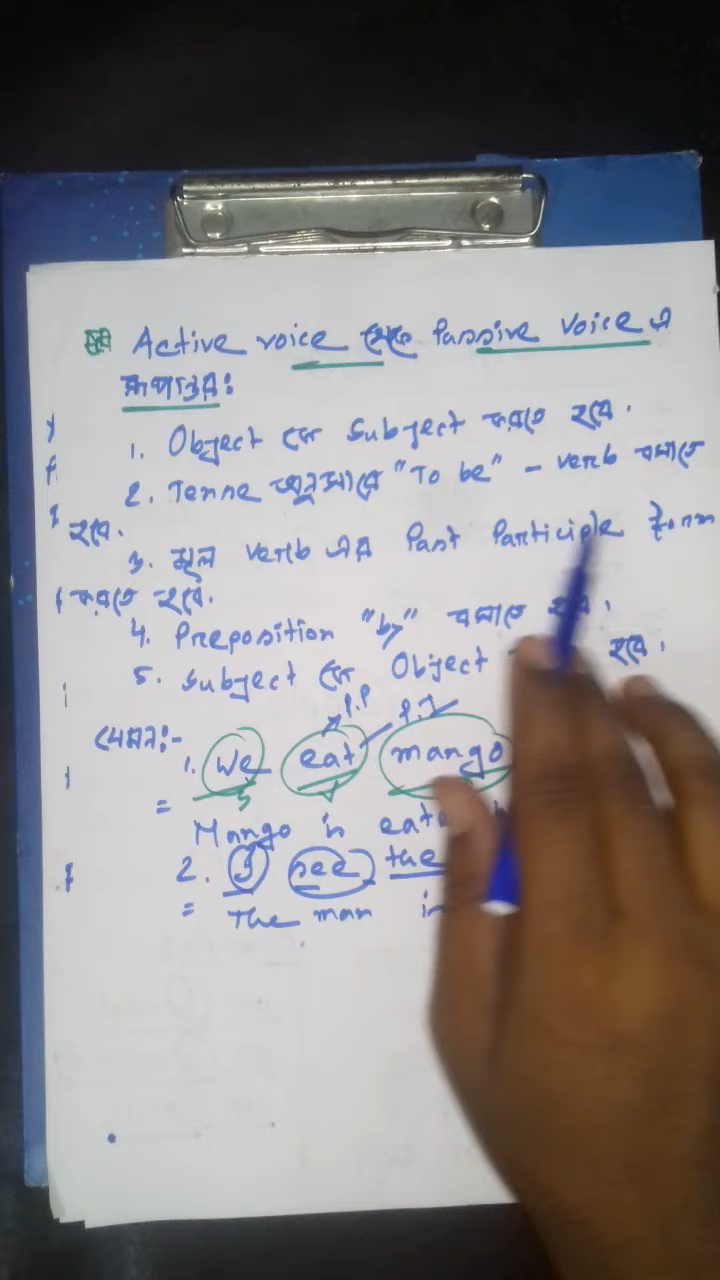 Active voice থেকে Passive Voice এ
রূপান্তর:
1. Object কে Subject করতে হবে.
2. Tense অনুসারে "To be" - verb বসাতে
হবে.
3. মূল verb এর Past Participle Form
করতে হবে.
4. Preposition "by" বসাতে হবে.
5. Subject কে Object হবে.
P.P
যেমন:-
1. We eat mango
S V
= Mango is eate
2. I see the
= The man is